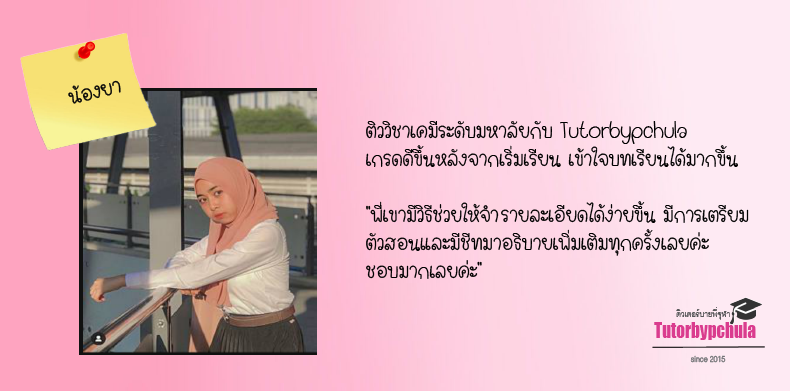 น้องยา
ติววิชาเคมีระดับมหาลัยกับ Tutorbypchula
เกรดดีขึ้นหลังจากเริ่มเรียน เข้าใจบทเรียนได้มากขึ้น
"พี่เขามีวิธีช่วยให้จำรายละเอียดได้ง่ายขึ้น มีการเตรียม
ตัวสอนและมีชีทมาอธิบายเพิ่มเติมทุกครั้งเลยค่ะ
ชอบมากเลยค่ะ"
ติวเตอร์บายพี่จุฬา
Tutorbypchula
since 2015